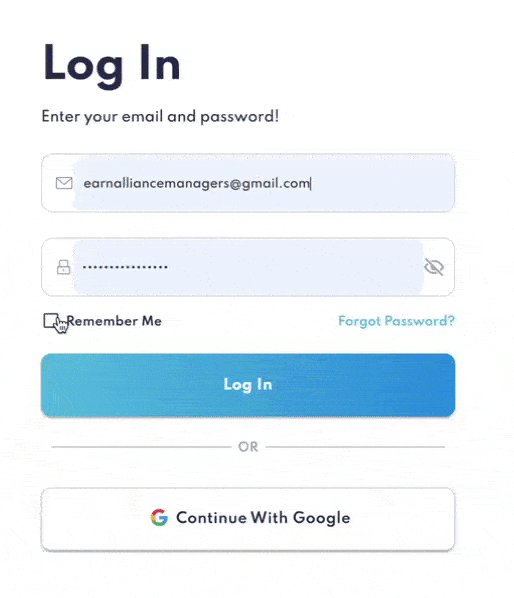 Log In
Enter your email and password!
earnalliancemanagers@gmail.com
••••••••••••••••
Remember Me Forgot Password?
Log In
OR
Continue With Google